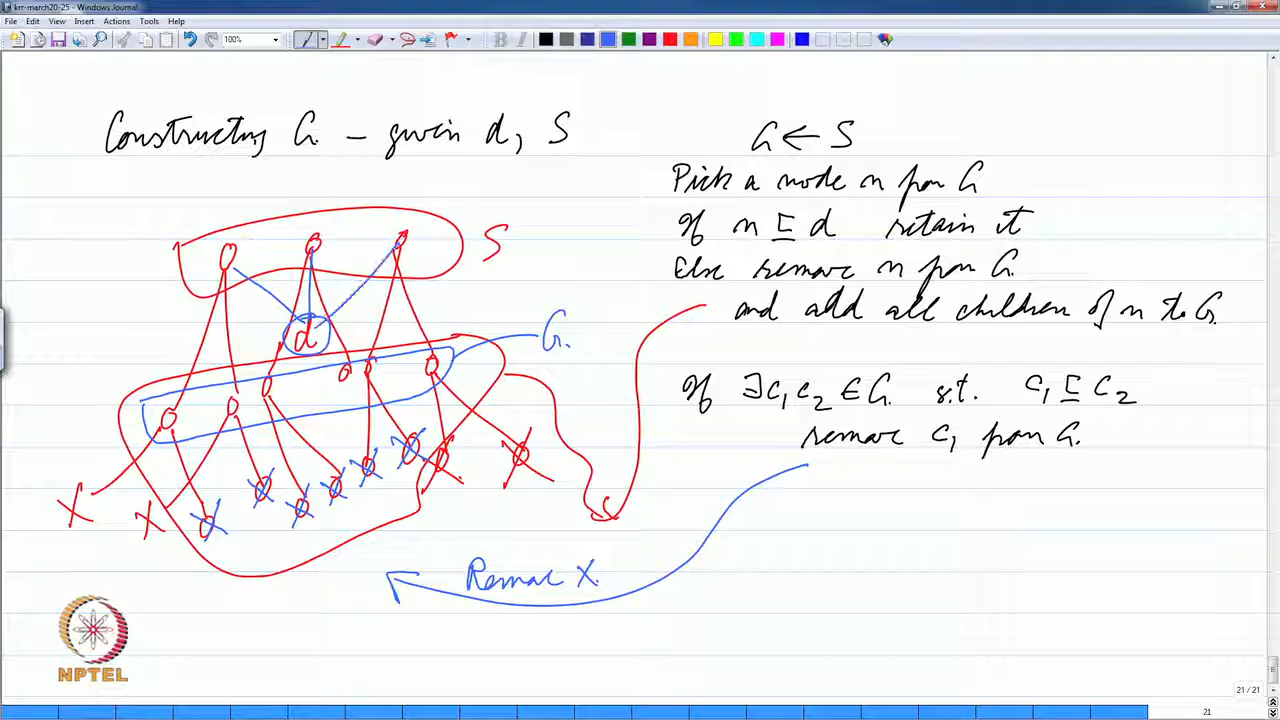 krr-march20-25 - Windows Journal
File Edit View Insert Actions Tools Help
100%
B I
Constructing G - given d, S
G ← S
Pick a node n from G
If n ⊑ d retain it
Else remove n from G.
and add all children of n to G.
If ∃c₁ c₂ ∈ G. s.t. c₁ ⊑ c₂
remove c₁ from G.
S
d
G.
X
X
S
Remove X.
NPTEL
21 / 21
21